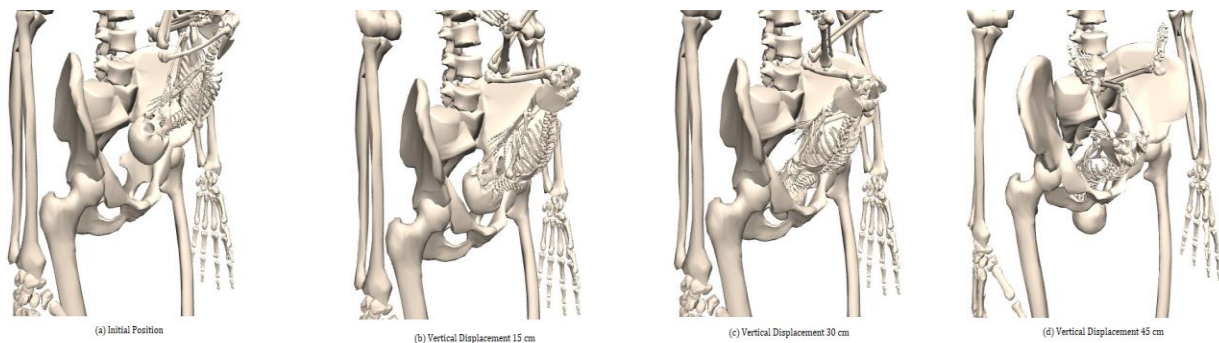 (a) Initial Position
(b) Vertical Displacement 15 cm
(c) Vertical Displacement 30 cm
(d) Vertical Displacement 45 cm